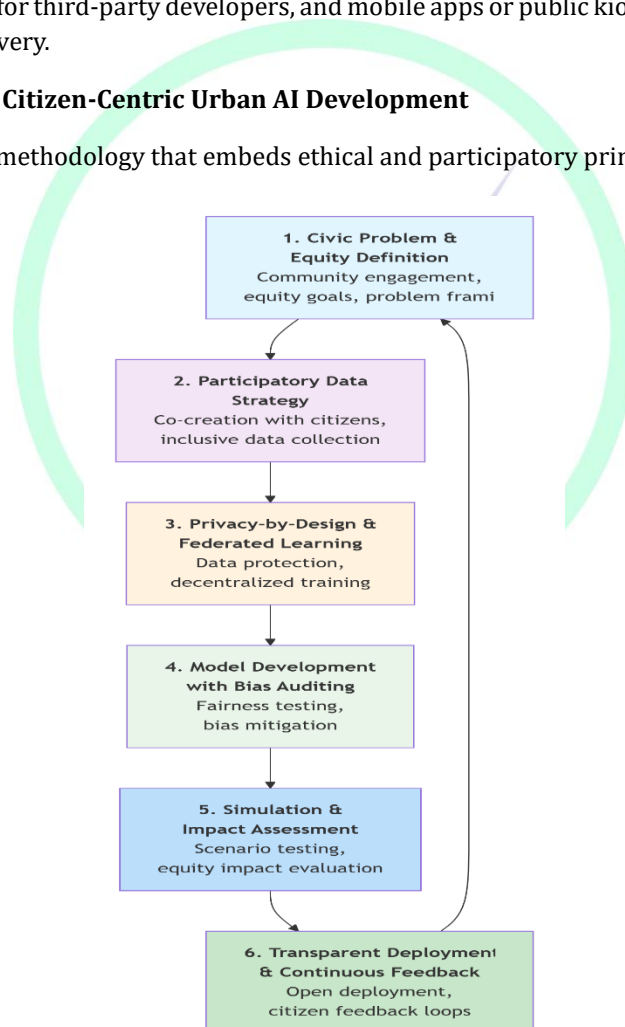 for third-party developers, and mobile apps or public kio
very.
Citizen-Centric Urban AI Development
methodology that embeds ethical and participatory prin
1. Civic Problem &
Equity Definition
Community engagement,
equity goals, problem frami
2. Participatory Data
Strategy
Co-creation with citizens,
inclusive data collection
3. Privacy-by-Design &
Federated Learning
Data protection,
decentralized training
4. Model Development
with Bias Auditing
Fairness testing,
bias mitigation
5. Simulation &
Impact Assessment
Scenario testing,
equity impact evaluation
6. Transparent Deployment
& Continuous Feedback
Open deployment,
citizen feedback loops